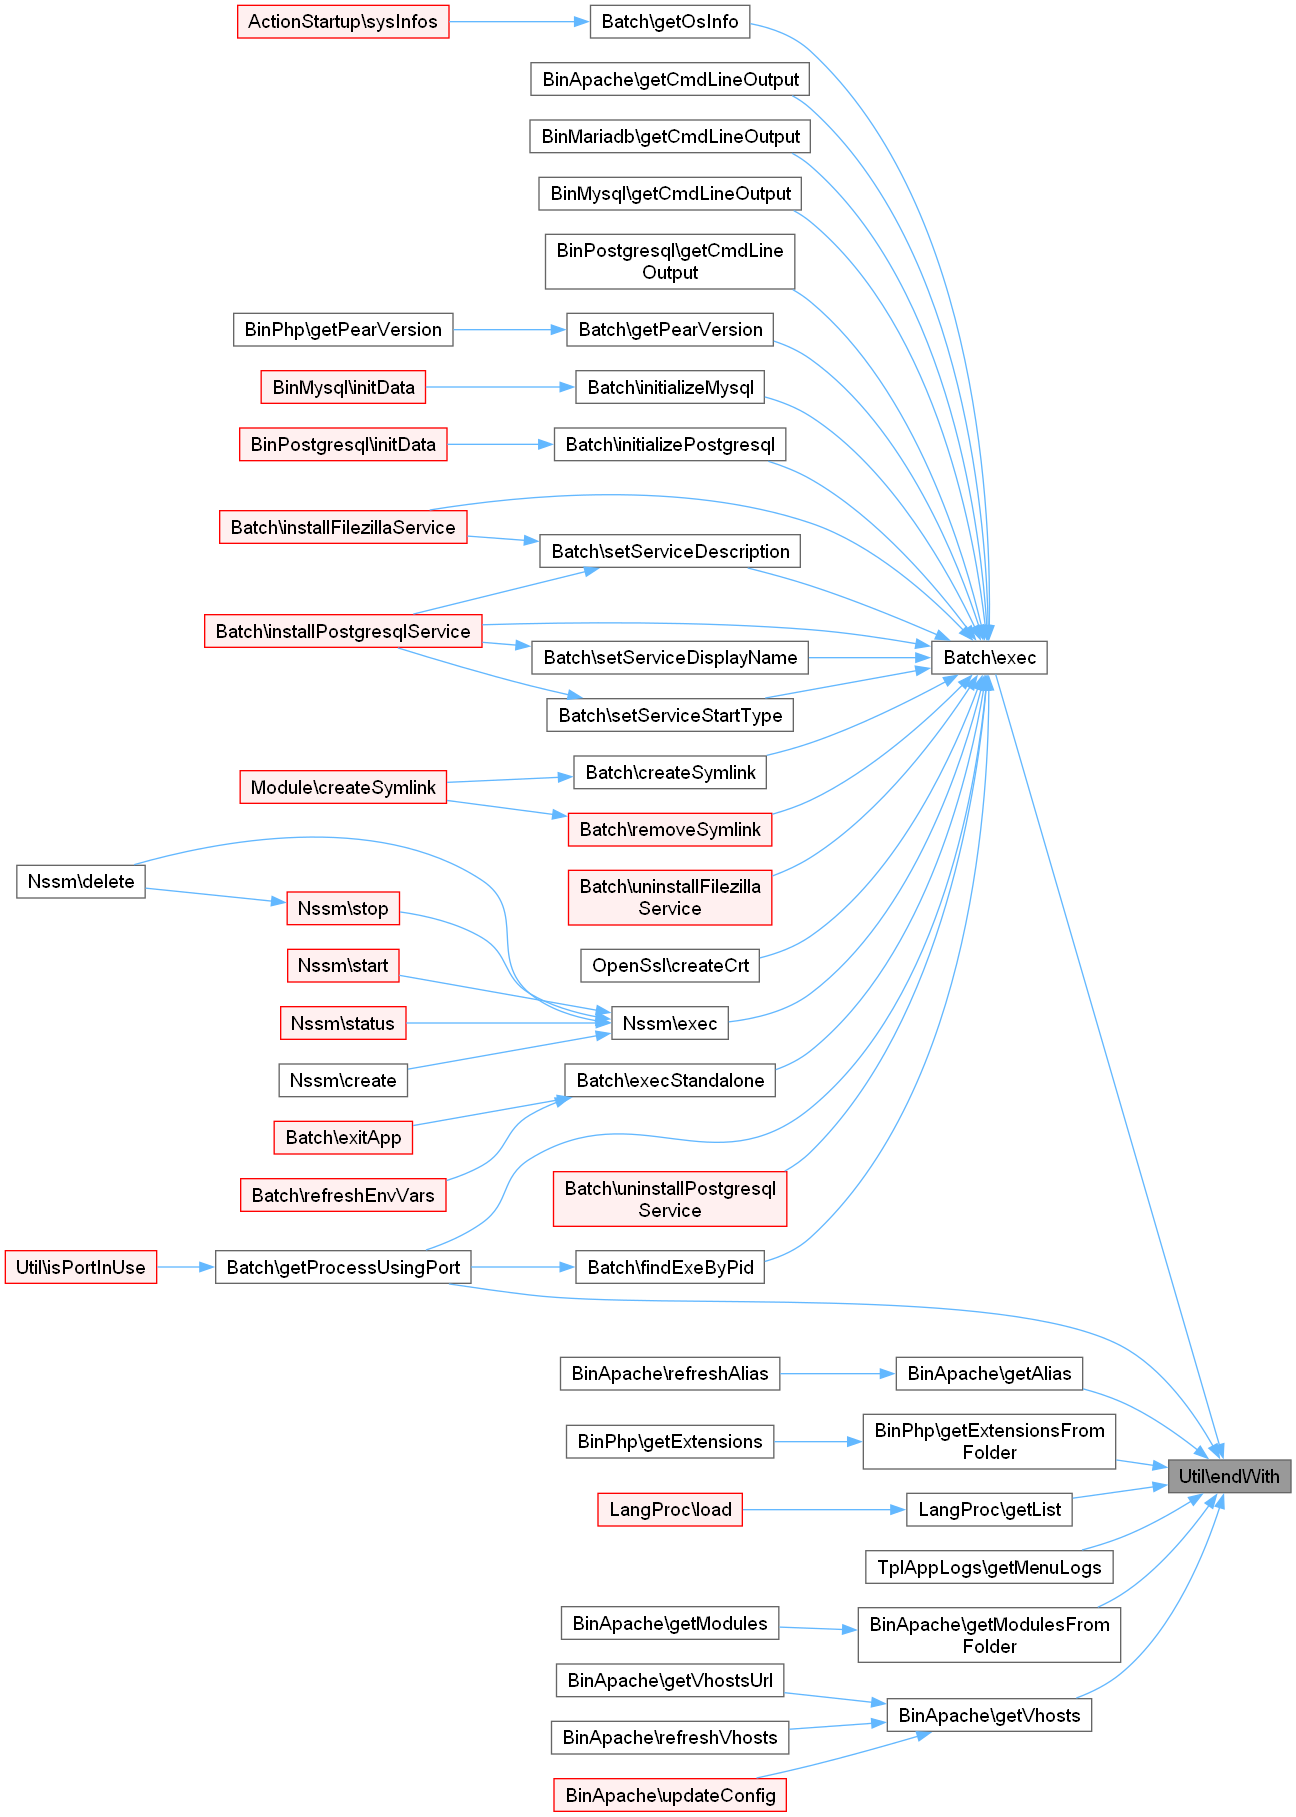 ActionStartup\sysInfos
Batch\getOsInfo
BinApache\getCmdLineOutput
BinMariadb\getCmdLineOutput
BinMysql\getCmdLineOutput
BinPostgresql\getCmdLine
Output
BinPhp\getPearVersion
Batch\getPearVersion
BinMysql\initData
Batch\initializeMysql
BinPostgresql\initData
Batch\initializePostgresql
Batch\installFilezillaService
Batch\setServiceDescription
Batch\installPostgresqlService
Batch\setServiceDisplayName
Batch\exec
Batch\setServiceStartType
Module\createSymlink
Batch\createSymlink
Batch\removeSymlink
Nssm\delete
Batch\uninstallFilezilla
Service
Nssm\stop
Nssm\start
OpenSsl\createCrt
Nssm\status
Nssm\exec
Nssm\create
Batch\execStandalone
Batch\exitApp
Batch\refreshEnvVars
Batch\uninstallPostgresql
Service
Util\isPortInUse
Batch\getProcessUsingPort
Batch\findExeByPid
BinApache\refreshAlias
BinApache\getAlias
BinPhp\getExtensions
BinPhp\getExtensionsFrom
Folder
Util\endWith
LangProc\load
LangProc\getList
TplAppLogs\getMenuLogs
BinApache\getModules
BinApache\getModulesFrom
Folder
BinApache\getVhostsUrl
BinApache\getVhosts
BinApache\refreshVhosts
BinApache\updateConfig